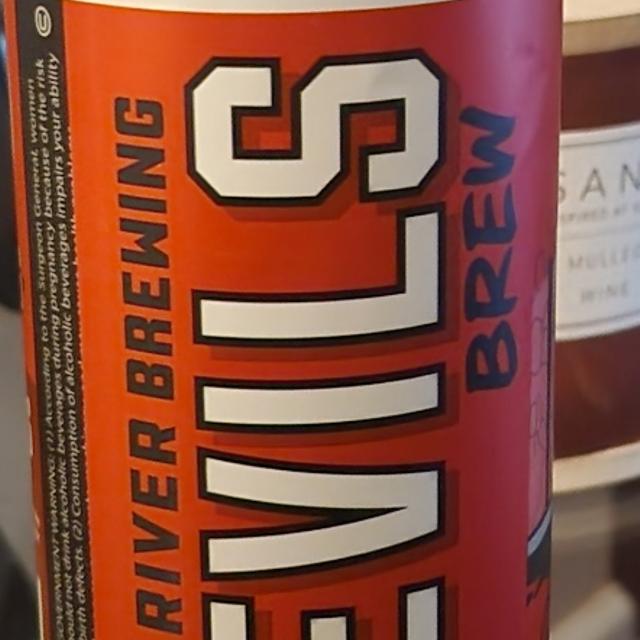 GOVERNMENT WARNING: (1) According to the Surgeon General, women
should not drink alcoholic beverages during pregnancy because of the risk
birth defects. (2) Consumption of alcoholic beverages impairs your ability
RIVER BREWING
EVILS
BREW
SAN
MULLED
WINE